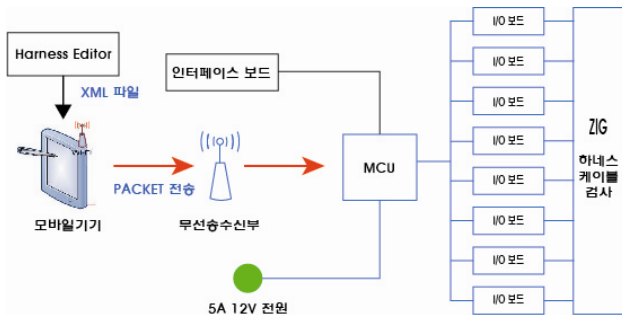 Harness Editor
XML 파일
모바일기기
PACKET 전송
무선송수신부
인터페이스 보드
MCU
5A 12V 전원
I/O 보드
I/O 보드
I/O 보드
I/O 보드
I/O 보드
I/O 보드
I/O 보드
I/O 보드
ZIG
하네스
케이블
검사